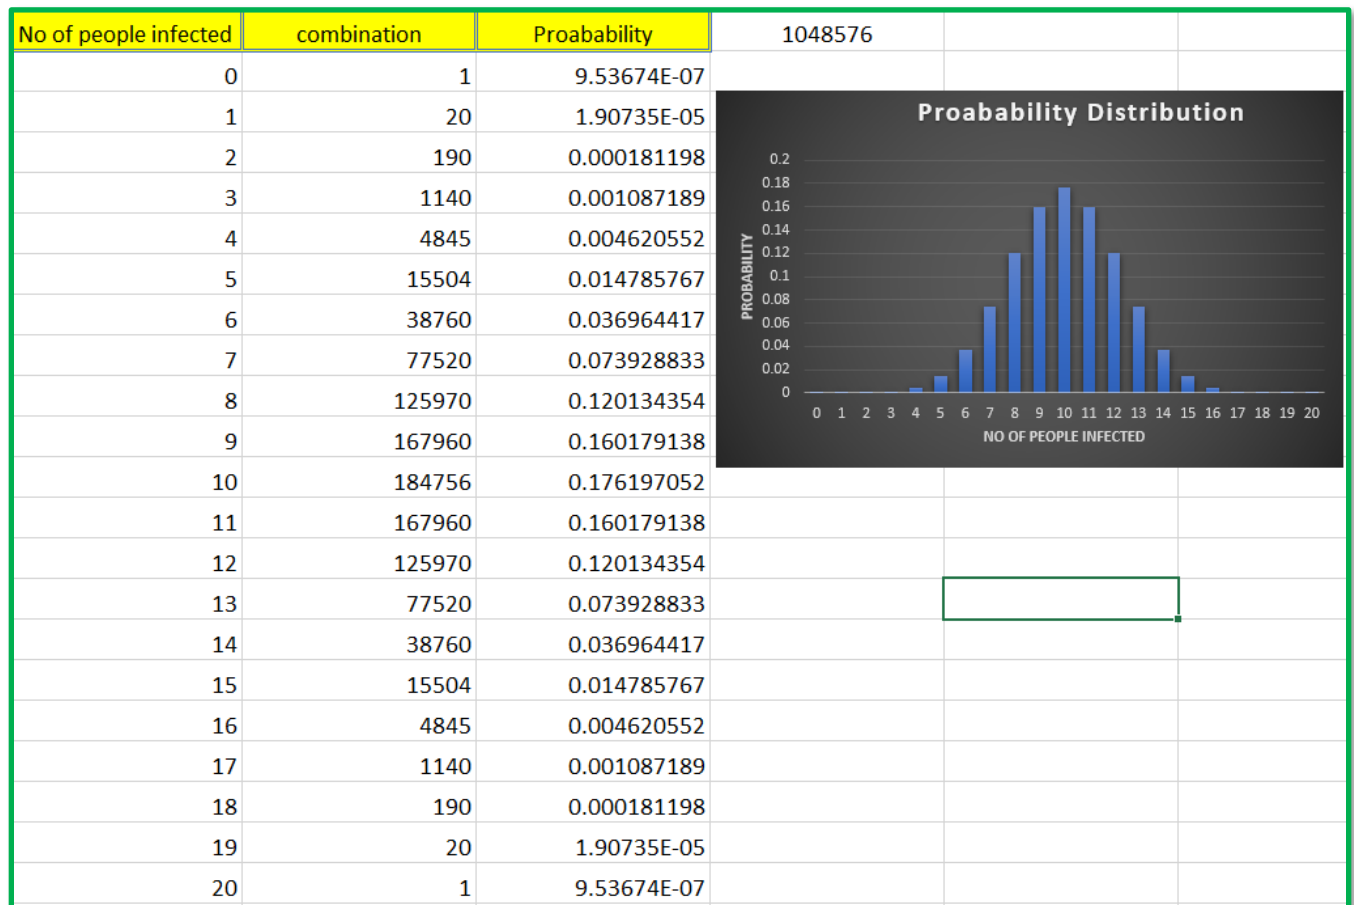 No of people infected combination Proabability 1048576
0 1 9.53674E-07
1 20 1.90735E-05
2 190 0.000181198
3 1140 0.001087189
4 4845 0.004620552
5 15504 0.014785767
6 38760 0.036964417
7 77520 0.073928833
8 125970 0.120134354
9 167960 0.160179138
10 184756 0.176197052
11 167960 0.160179138
12 125970 0.120134354
13 77520 0.073928833
14 38760 0.036964417
15 15504 0.014785767
16 4845 0.004620552
17 1140 0.001087189
18 190 0.000181198
19 20 1.90735E-05
20 1 9.53674E-07
Proabability Distribution
PROBABILITY
0.2
0.18
0.16
0.14
0.12
0.1
0.08
0.06
0.04
0.02
0
0 1 2 3 4 5 6 7 8 9 10 11 12 13 14 15 16 17 18 19 20
NO OF PEOPLE INFECTED